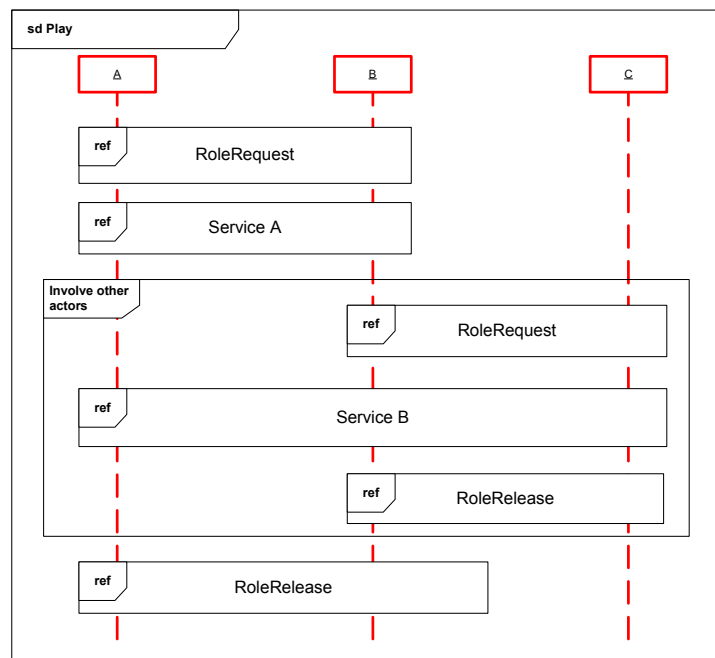 sd Play
A
B
C
ref
RoleRequest
ref
Service A
Involve other
actors
ref
RoleRequest
ref
Service B
ref
RoleRelease
ref
RoleRelease